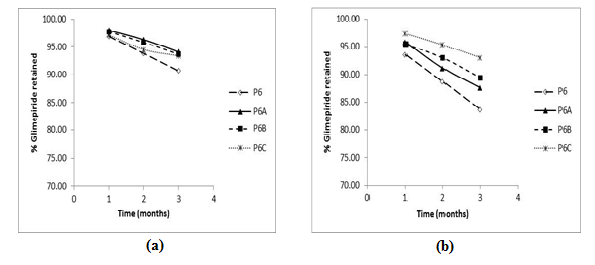 % Glimepiride retained
100.00
95.00
90.00
85.00
80.00
75.00
70.00
0 1 2 3 4
Time (months)
P6
P6A
P6B
P6C
(a)
% Glimepiride retained
100.00
95.00
90.00
85.00
80.00
75.00
70.00
0 1 2 3 4
Time (months)
P6
P6A
P6B
P6C
(b)